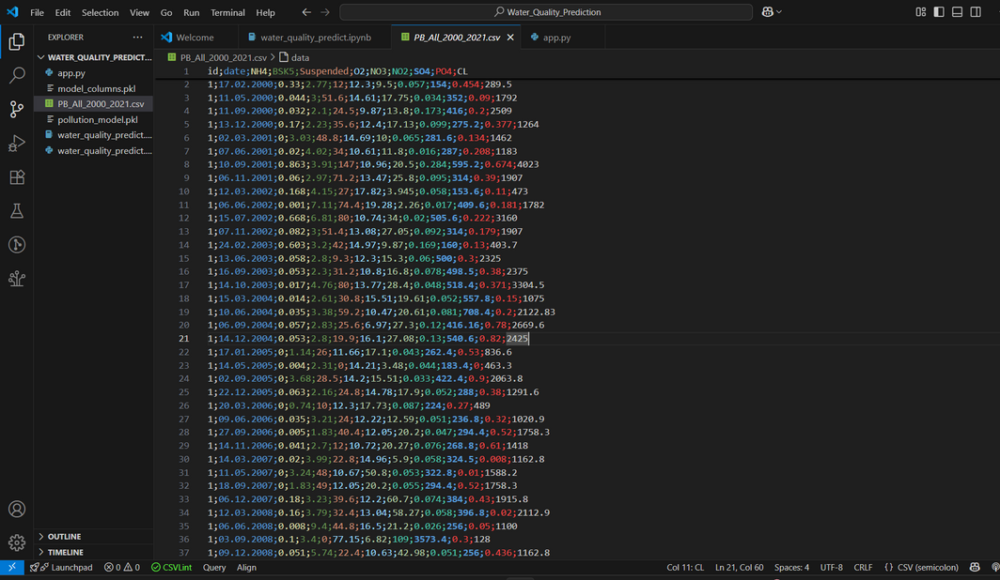 File Edit Selection View Go Run Terminal Help Water_Quality_Prediction
EXPLORER
Welcome water_quality_predict.ipynb PB_All_2000_2021.csv app.py
WATER_QUALITY_PREDICT...
app.py
model_columns.pkl
PB_All_2000_2021.csv
pollution_model.pkl
water_quality_predict....
water_quality_predict....
OUTLINE
TIMELINE
PB_All_2000_2021.csv > data
1 id;date;NH4;BSK5;Suspended;O2;NO3;NO2;SO4;PO4;CL
2 1;17.02.2000;0.33;2.77;12;12.3;9.5;0.057;154;0.454;289.5
3 1;11.05.2000;0.044;3;51.6;14.61;17.75;0.034;352;0.09;1792
4 1;11.09.2000;0.032;2.1;24.5;9.87;13.8;0.173;416;0.2;2509
5 1;13.12.2000;0.17;2.23;35.6;12.4;17.13;0.099;275.2;0.377;1264
6 1;02.03.2001;0;3.03;48.8;14.69;10;0.065;281.6;0.134;1462
7 1;07.06.2001;0.02;4.02;34;10.61;11.8;0.016;287;0.208;1183
8 1;10.09.2001;0.863;3.91;147;10.96;20.5;0.284;595.2;0.674;4023
9 1;06.11.2001;0.06;2.97;71.2;13.47;25.8;0.095;314;0.39;1907
10 1;12.03.2002;0.168;4.15;27;17.82;3.945;0.058;153.6;0.11;473
11 1;06.06.2002;0.001;7.11;74.4;19.28;2.26;0.017;409.6;0.181;1782
12 1;15.07.2002;0.668;6.81;80;10.74;34;0.02;505.6;0.222;3160
13 1;07.11.2002;0.082;3;51.4;13.08;27.05;0.092;314;0.179;1907
14 1;24.02.2003;0.603;3.2;42;14.97;9.87;0.169;160;0.13;403.7
15 1;13.06.2003;0.058;2.8;9.3;12.3;15.3;0.06;500;0.3;2325
16 1;16.09.2003;0.053;2.3;31.2;10.8;16.8;0.078;498.5;0.38;2375
17 1;14.10.2003;0.017;4.76;80;13.77;28.4;0.048;518.4;0.371;3304.5
18 1;15.03.2004;0.014;2.61;30.8;15.51;19.61;0.052;557.8;0.15;1075
19 1;10.06.2004;0.035;3.38;59.2;10.47;20.61;0.081;708.4;0.2;2122.83
20 1;06.09.2004;0.057;2.83;25.6;6.97;27.3;0.12;416.16;0.78;2669.6
21 1;14.12.2004;0.053;2.8;19.9;16.1;27.08;0.13;540.6;0.82;2425
22 1;17.01.2005;0;1.14;26;11.66;17.1;0.043;262.4;0.53;836.6
23 1;14.05.2005;0.004;2.31;0;14.21;3.48;0.044;183.4;0;463.3
24 1;02.09.2005;0;3.68;28.5;14.2;15.51;0.033;422.4;0.9;2063.8
25 1;22.12.2005;0.063;2.16;24.8;14.78;17.9;0.052;288;0.38;1291.6
26 1;20.03.2006;0;0.74;10;12.3;17.73;0.087;224;0.27;489
27 1;09.06.2006;0.035;3.21;24;12.22;12.59;0.051;236.8;0.32;1020.9
28 1;27.09.2006;0.005;1.83;40.4;12.05;20.2;0.047;294.4;0.52;1758.3
29 1;14.11.2006;0.041;2.7;12;10.72;20.27;0.076;268.8;0.61;1418
30 1;14.03.2007;0.02;3.99;22.8;14.96;5.9;0.058;324.5;0.008;1162.8
31 1;11.05.2007;0;3.24;48;10.67;50.8;0.053;322.8;0.01;1588.2
32 1;18.09.2007;0;1.83;49;12.05;20.2;0.055;294.4;0.52;1758.3
33 1;06.12.2007;0.18;3.23;39.6;12.2;60.7;0.074;384;0.43;1915.8
34 1;12.03.2008;0.16;3.79;32.4;13.04;58.27;0.058;396.8;0.02;2112.9
35 1;06.06.2008;0.008;9.4;44.8;16.5;21.2;0.026;256;0.05;1100
36 1;03.09.2008;0.1;3.4;0;77.15;6.82;109;3573.4;0.3;128
37 1;09.12.2008;0.051;5.74;22.4;10.63;42.98;0.051;256;0.436;1162.8
Launchpad 0 0 CSVLint Query Align Col 11: CL Ln 21, Col 60 Spaces: 4 UTF-8 CRLF {} CSV (semicolon)